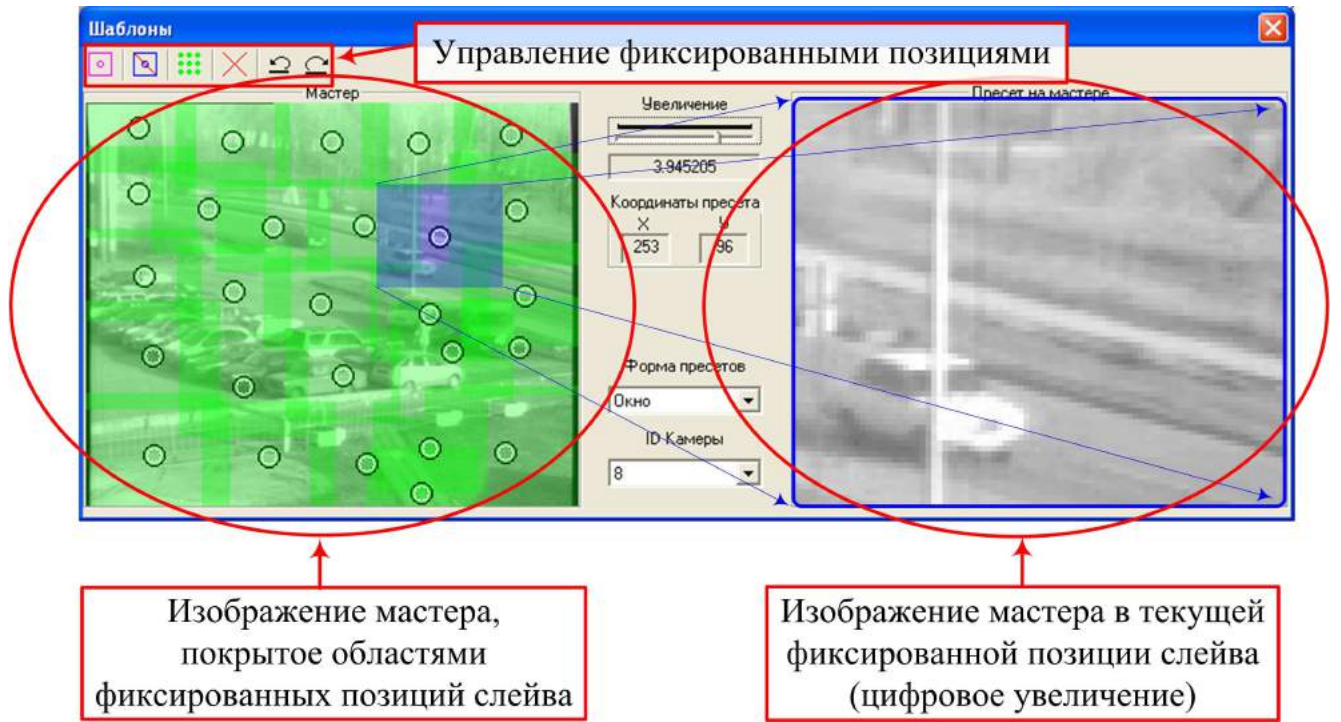 Шаблоны
Управление фиксированными позициями
Мастер
Увеличение
3.945205
Координаты пресета
X Y
253 96
Форма пресетов
Окно
ID Камеры
8
Пресет на мастере
Изображение мастера,
покрытое областями
фиксированных позиций слейва
Изображение мастера в текущей
фиксированной позиции слейва
(цифровое увеличение)